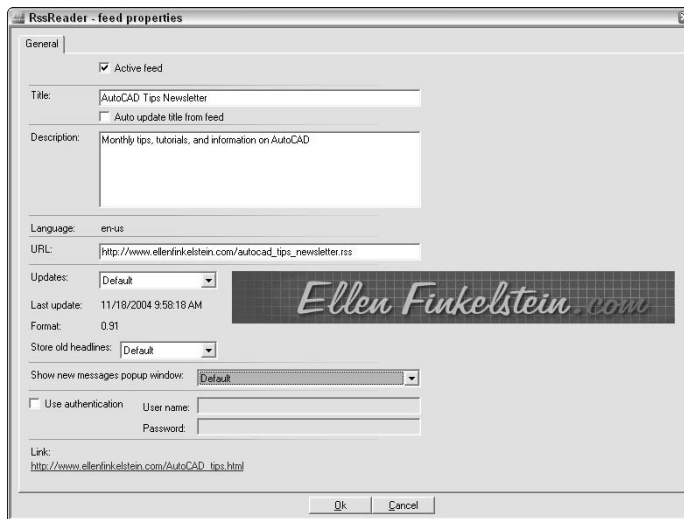 RssReader - feed properties
General
Active feed
Title: AutoCAD Tips Newsletter
Auto update title from feed
Description: Monthly tips, tutorials, and information on AutoCAD
Language: en-us
URL: http://www.ellenfinkelstein.com/autocad_tips_newsletter.rss
Updates: Default
Ellen Finkelstein.com
Last update: 11/18/2004 9:58:18 AM
Format: 0.91
Store old headlines: Default
Show new messages popup window: Default
Use authentication User name:
Password:
Link:
http://www.ellenfinkelstein.com/AutoCAD_tips.html
Ok Cancel